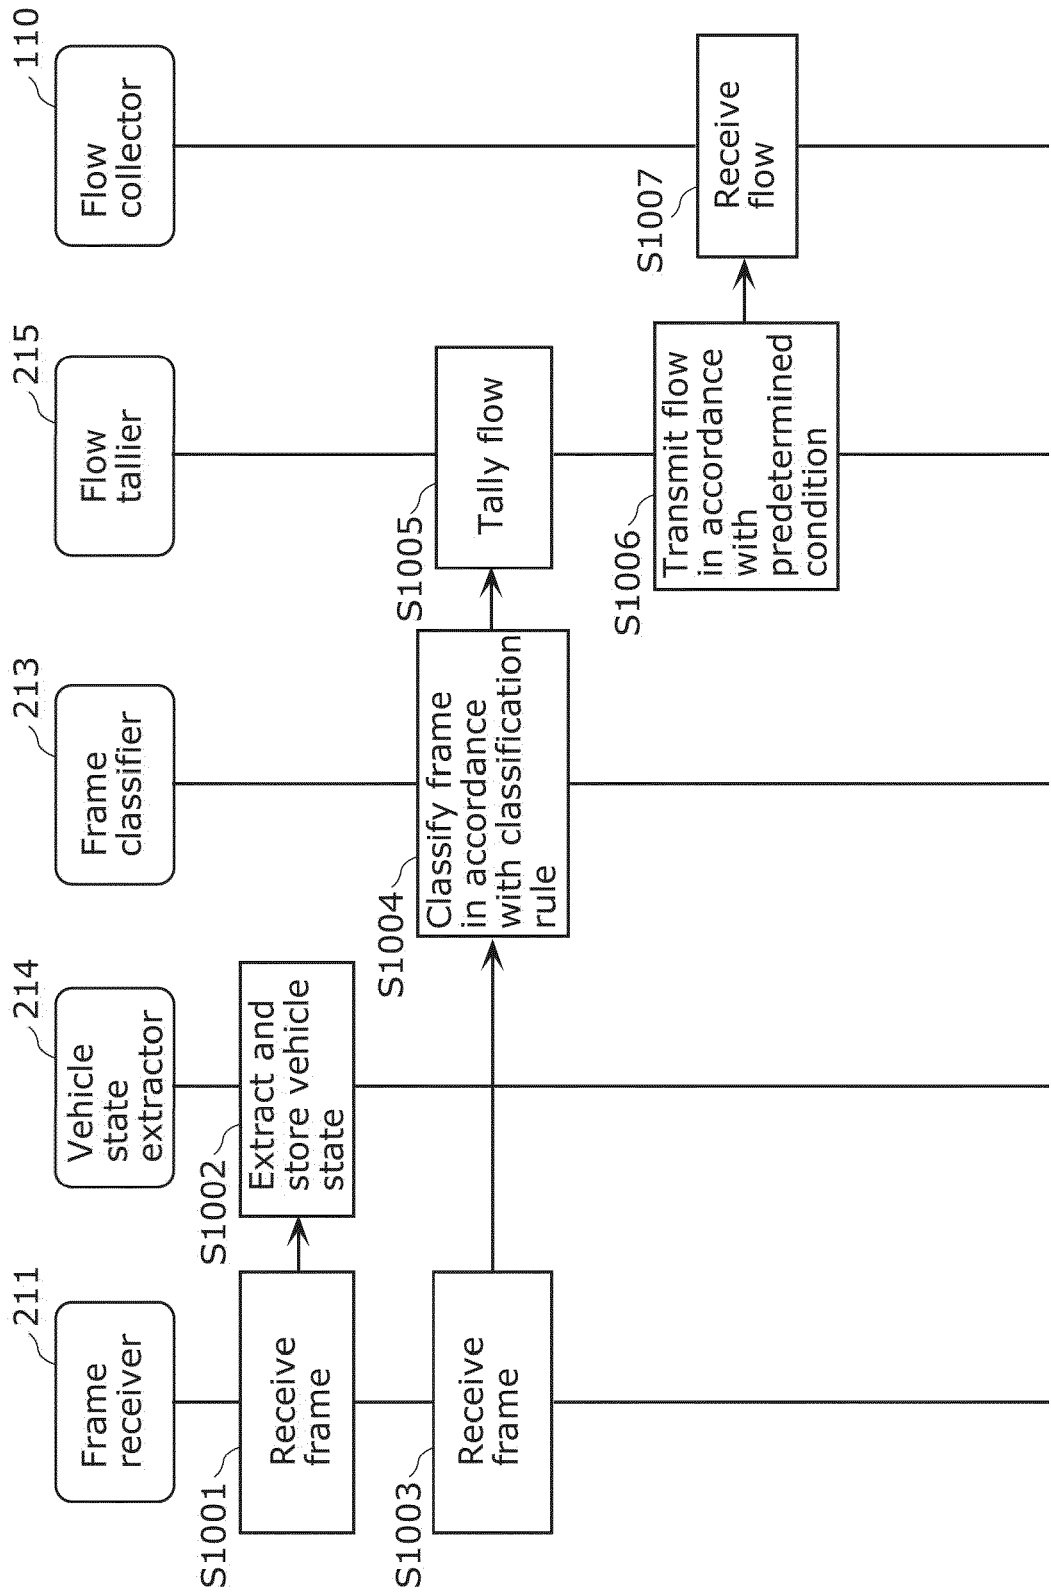 211
Frame
receiver
214
Vehicle
state
extractor
213
Frame
classifier
215
Flow
tallier
110
Flow
collector
S1001
Receive
frame
S1002
Extract and
store vehicle
state
S1003
Receive
frame
S1004
Classify frame
in accordance
with classification
rule
S1005
Tally flow
S1006
Transmit flow
in accordance
with
predetermined
condition
S1007
Receive
flow